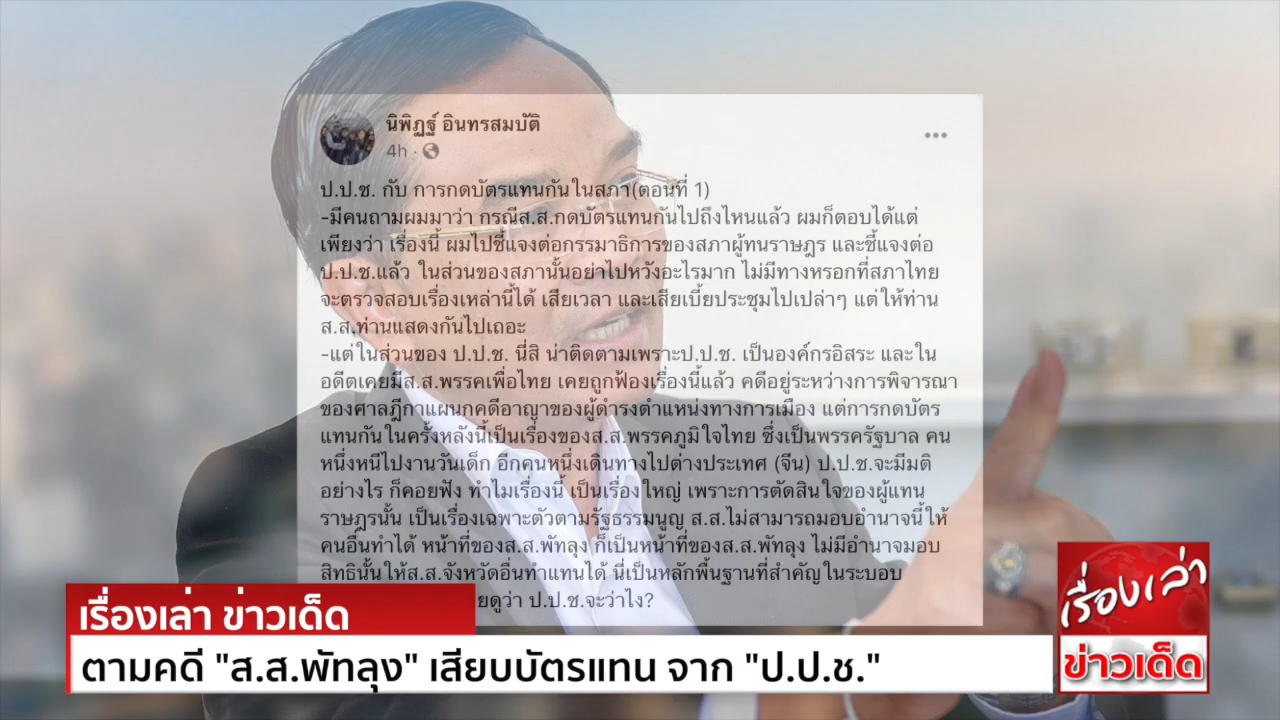 นิพิฏฐ์ อินทรสมบัติ
4h ·
ป.ป.ช. กับ การกดบัตรแทนกันในสภา(ตอนที่ 1)
-มีคนถามผมมาว่า กรณีส.ส.กดบัตรแทนกันไปถึงไหนแล้ว ผมก็ตอบได้แต่
เพียงว่า เรื่องนี้ ผมไปชี้แจงต่อกรรมาธิการของสภาผู้ทนราษฎร และชี้แจงต่อ
ป.ป.ช.แล้ว ในส่วนของสภานั้นอย่าไปหวังอะไรมาก ไม่มีทางหรอกที่สภาไทย
จะตรวจสอบเรื่องเหล่านี้ได้ เสียเวลา และเสียเบี้ยประชุมไปเปล่าๆ แต่ให้ท่าน
ส.ส.ท่านแสดงกันไปเถอะ
-แต่ในส่วนของ ป.ป.ช. นี่สิ น่าติดตามเพราะป.ป.ช. เป็นองค์กรอิสระ และใน
อดีตเคยมีส.ส.พรรคเพื่อไทย เคยถูกฟ้องเรื่องนี้แล้ว คดีอยู่ระหว่างการพิจารณา
ของศาลฎีกาแผนกคดีอาญาของผู้ดำรงตำแหน่งทางการเมือง แต่การกดบัตร
แทนกันในครั้งหลังนี้เป็นเรื่องของส.ส.พรรคภูมิใจไทย ซึ่งเป็นพรรครัฐบาล คน
หนึ่งหนีไปงานวันเด็ก อีกคนหนึ่งเดินทางไปต่างประเทศ (จีน) ป.ป.ช.จะมีมติ
อย่างไร ก็คอยฟัง ทำไมเรื่องนี้ เป็นเรื่องใหญ่ เพราะการตัดสินใจของผู้แทน
ราษฎรนั้น เป็นเรื่องเฉพาะตัวตามรัฐธรรมนูญ ส.ส.ไม่สามารถมอบอำนาจนี้ให้
คนอื่นทำได้ หน้าที่ของส.ส.พัทลุง ก็เป็นหน้าที่ของส.ส.พัทลุง ไม่มีอำนาจมอบ
สิทธินั้นให้ส.ส.จังหวัดอื่นทำแทนได้ นี่เป็นหลักพื้นฐานที่สำคัญในระบอบ
ยดูว่า ป.ป.ช.จะว่าไง?
เรื่องเล่า ข่าวเด็ด
ตามคดี "ส.ส.พัทลุง" เสียบบัตรแทน จาก "ป.ป.ช."
เรื่องเล่า
ข่าวเด็ด